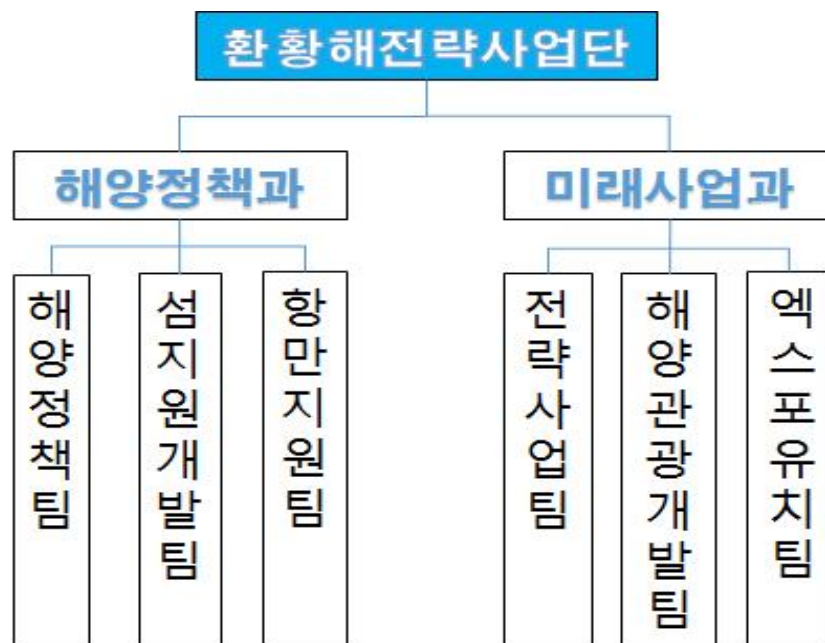 환황해전략사업단
해양정책과
미래사업과
해양정책팀
섬지원개발팀
항만지원팀
전략사업팀
해양관광개발팀
엑스포유치팀